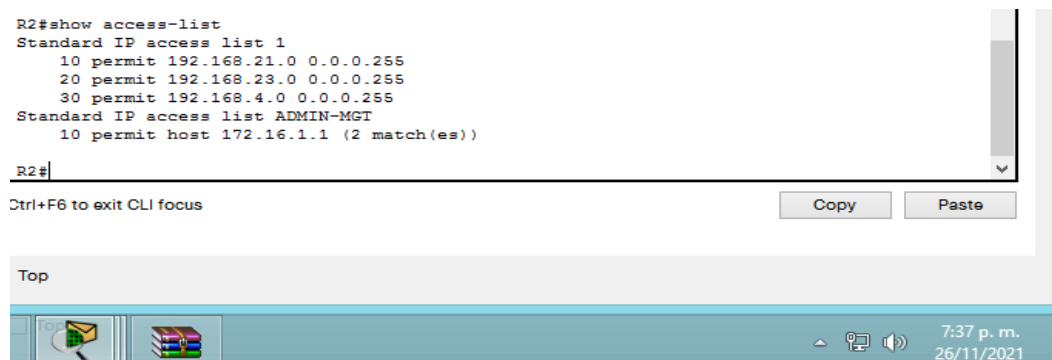 R2#show access-list
Standard IP access list 1
10 permit 192.168.21.0 0.0.0.255
20 permit 192.168.23.0 0.0.0.255
30 permit 192.168.4.0 0.0.0.255
Standard IP access list ADMIN-MGT
10 permit host 172.16.1.1 (2 match(es))
R2#
Ctrl+F6 to exit CLI focus
Copy
Paste
Top
Top
7:37 p. m.
26/11/2021